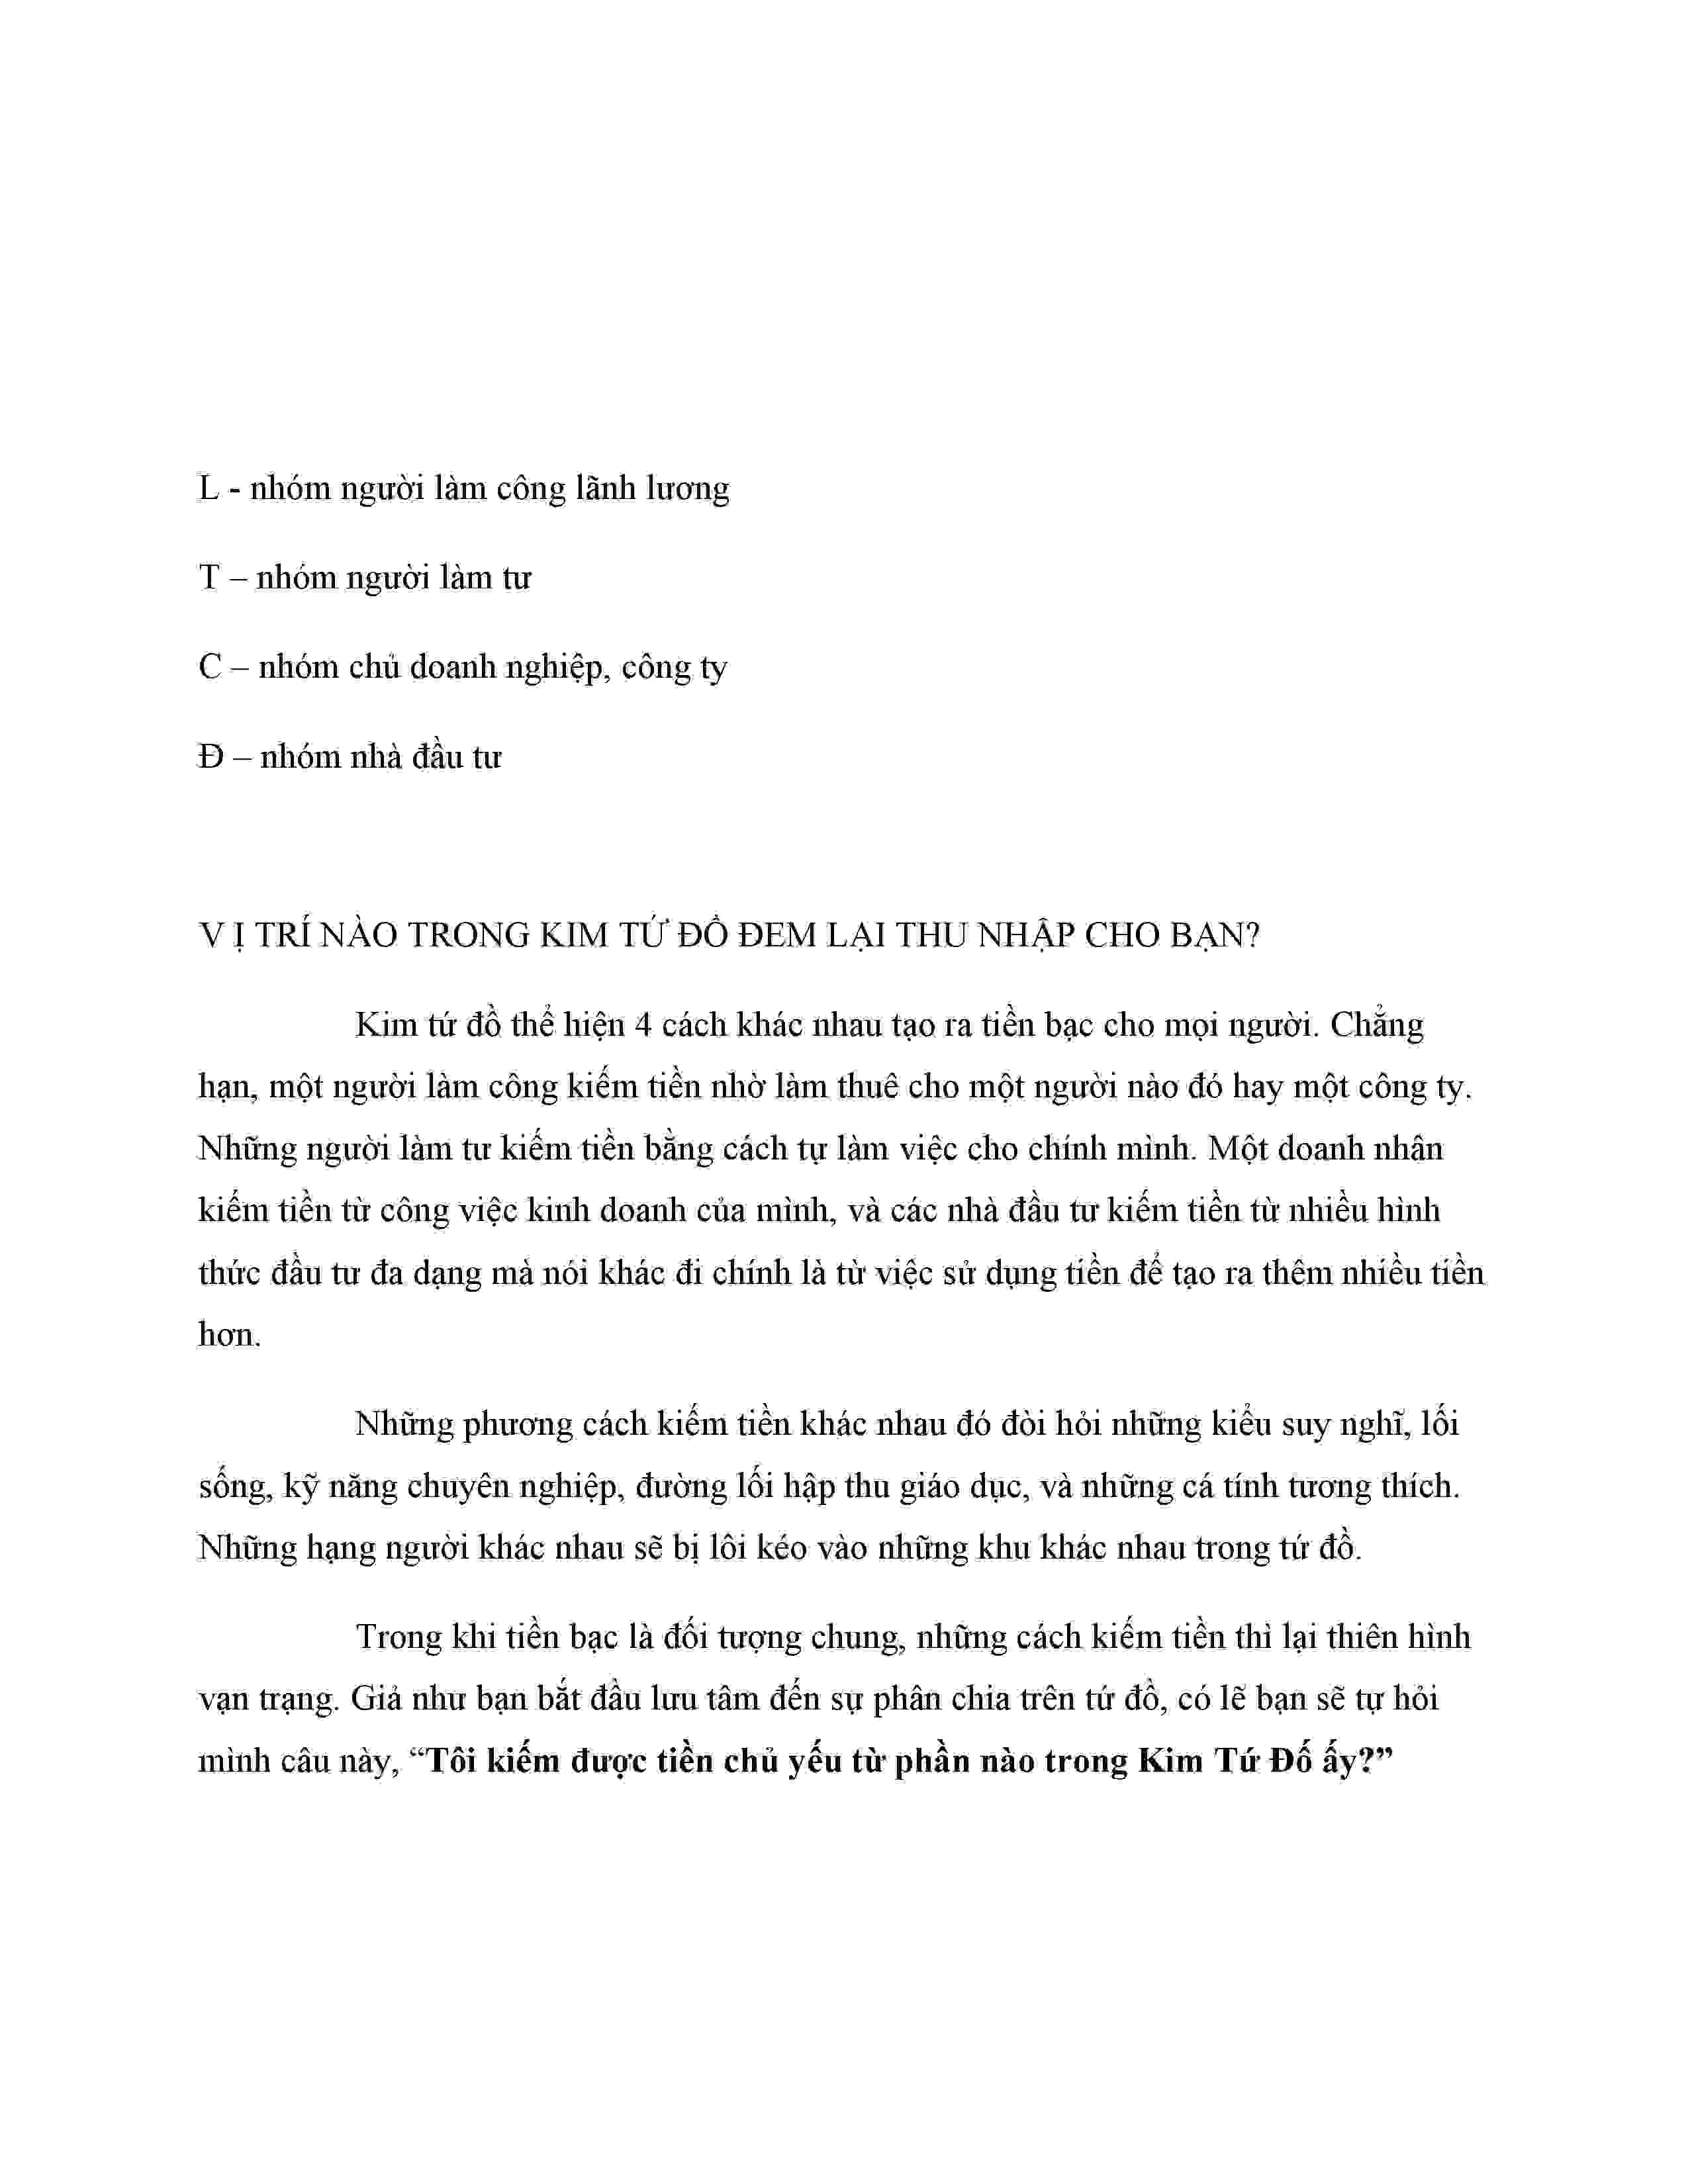 L - nhóm người làm công lãnh lương
T – nhóm người làm tư
C – nhóm chủ doanh nghiệp, công ty
Đ – nhóm nhà đầu tư
V Ị TRÍ NÀO TRONG KIM TỨ ĐỒ ĐEM LẠI THU NHẬP CHO BẠN?
Kim tứ đồ thể hiện 4 cách khác nhau tạo ra tiền bạc cho mọi người. Chẳng
hạn, một người làm công kiếm tiền nhờ làm thuê cho một người nào đó hay một công ty.
Những người làm tư kiếm tiền bằng cách tự làm việc cho chính mình. Một doanh nhân
kiếm tiền từ công việc kinh doanh của mình, và các nhà đầu tư kiếm tiền từ nhiều hình
thức đầu tư đa dạng mà nói khác đi chính là từ việc sử dụng tiền để tạo ra thêm nhiều tiền
hơn.
Những phương cách kiếm tiền khác nhau đó đòi hỏi những kiểu suy nghĩ, lối
sống, kỹ năng chuyên nghiệp, đường lối hập thu giáo dục, và những cá tính tương thích.
Những hạng người khác nhau sẽ bị lôi kéo vào những khu khác nhau trong tứ đồ.
Trong khi tiền bạc là đối tượng chung, những cách kiếm tiền thì lại thiên hình
vạn trạng. Giả như bạn bắt đầu lưu tâm đến sự phân chia trên tứ đồ, có lẽ bạn sẽ tự hỏi
mình câu này, “Tôi kiếm được tiền chủ yếu từ phần nào trong Kim Tứ Đố ấy?”